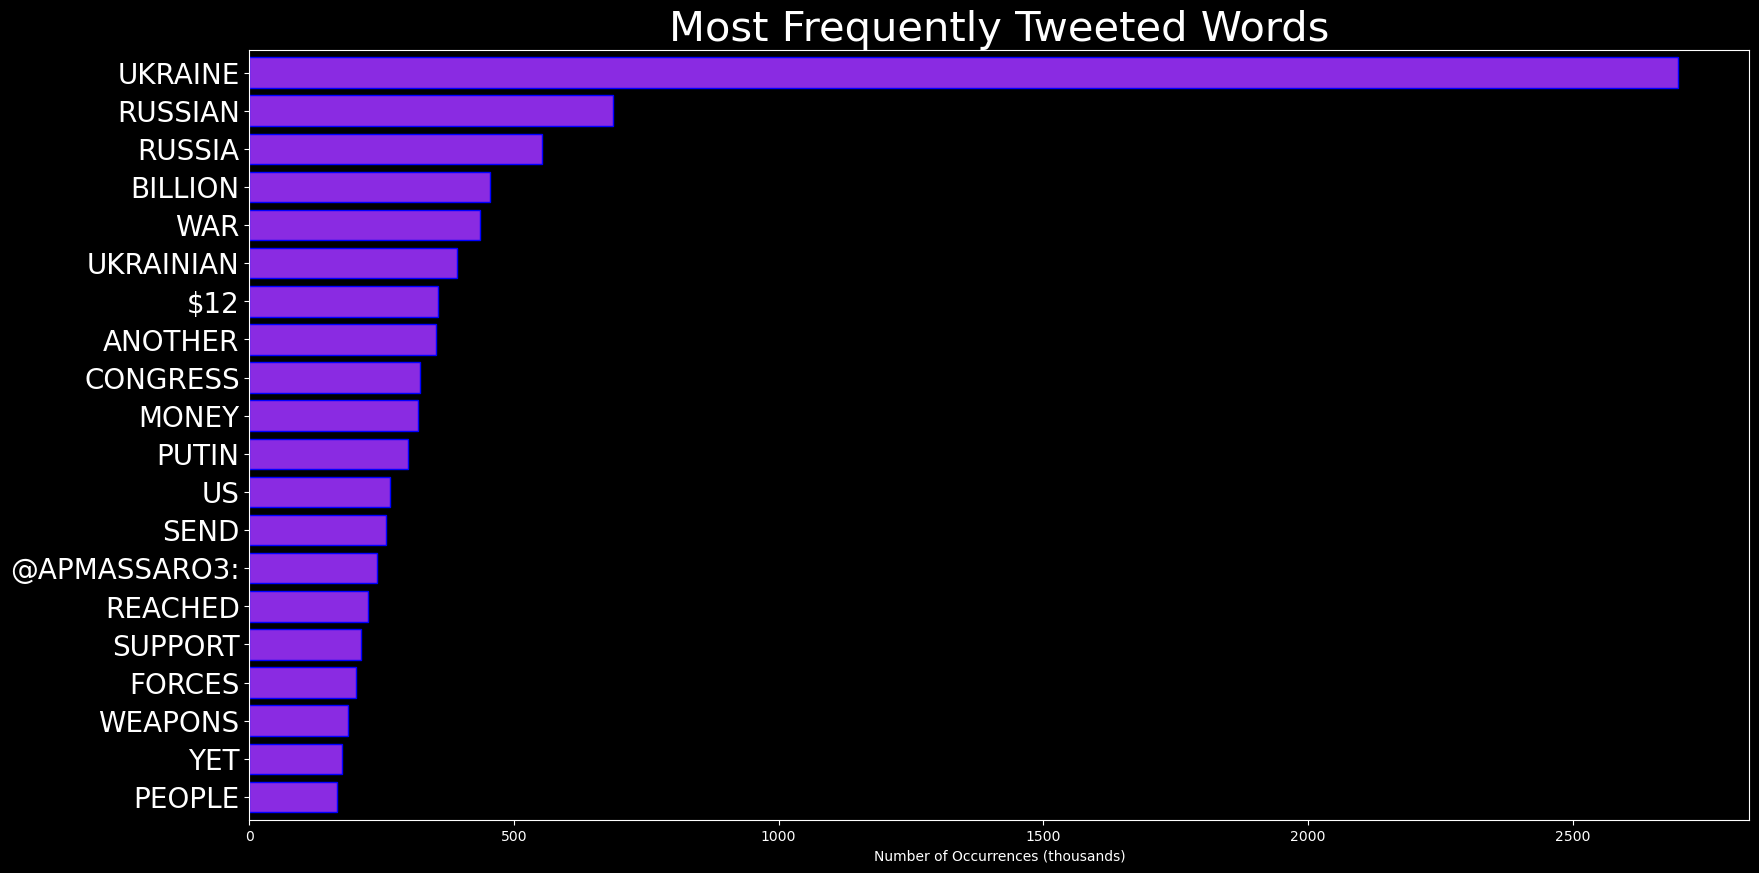 Most Frequently Tweeted Words
UKRAINE
RUSSIAN
RUSSIA
BILLION
WAR
UKRAINIAN
$12
ANOTHER
CONGRESS
MONEY
PUTIN
US
SEND
@APMASSARO3:
REACHED
SUPPORT
FORCES
WEAPONS
YET
PEOPLE
0 500 1000 1500 2000 2500
Number of Occurrences (thousands)